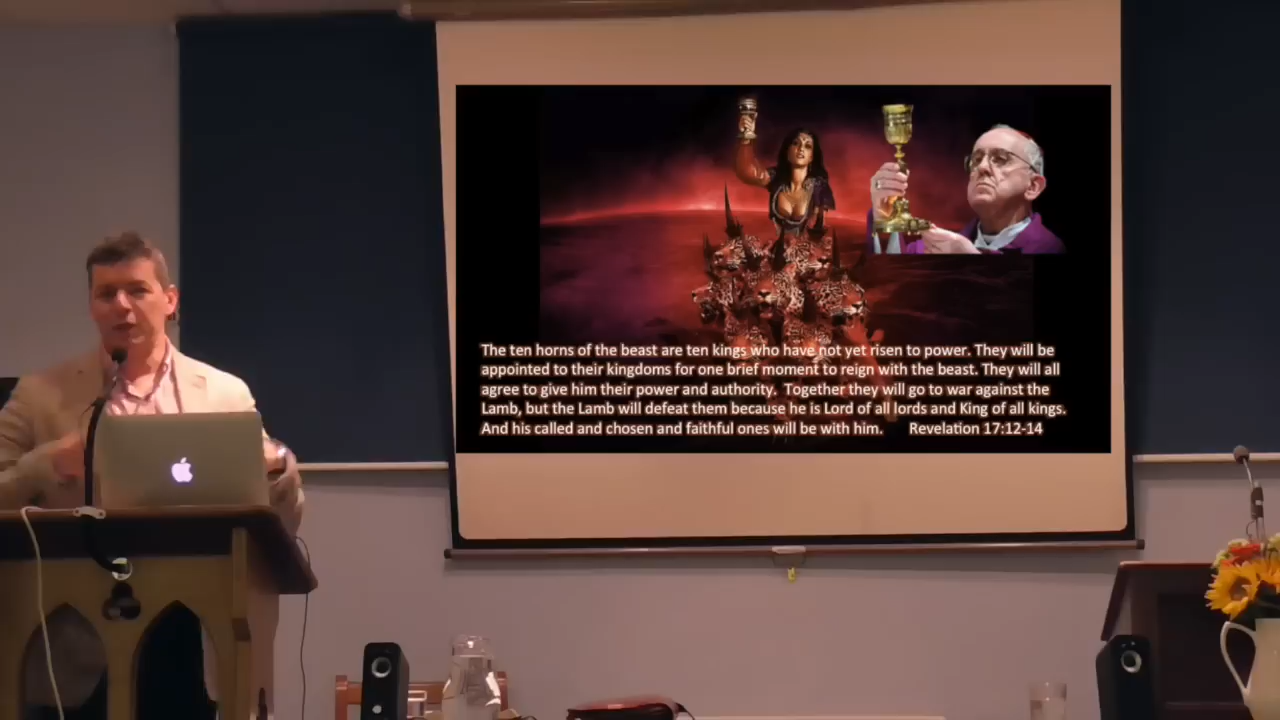 The ten horns of the beast are ten kings who have not yet risen to power. They will be
appointed to their kingdoms for one brief moment to reign with the beast. They will all
agree to give him their power and authority. Together they will go to war against the
Lamb, but the Lamb will defeat them because he is Lord of all lords and King of all kings.
And his called and chosen and faithful ones will be with him. Revelation 17:12-14